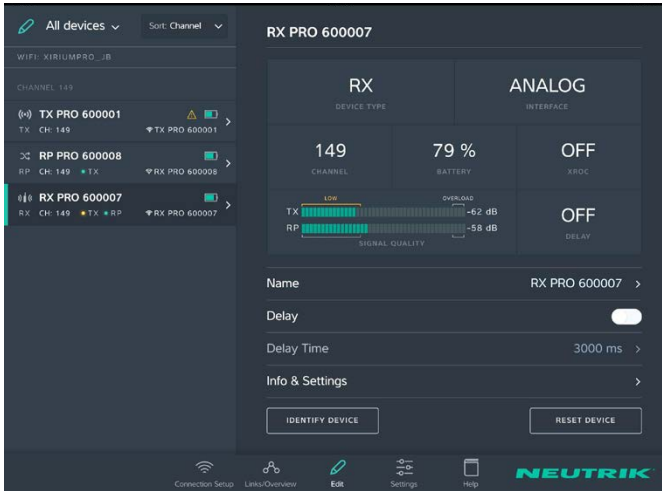 All devices
Sort: Channel
WIFI: XIRIUMPRO_JB
CHANNEL 149
TX PRO 600001
TX CH: 149 TX PRO 600001
RP PRO 600008
RP CH: 149 TX RX PRO 600008
RX PRO 600007
RX CH: 149 TX RP RX PRO 600007
RX PRO 600007
RX
DEVICE TYPE
ANALOG
INTERFACE
149
CHANNEL
79 %
BATTERY
OFF
XROC
LOW OVERLOAD
TX -62 dB
RP -58 dB
SIGNAL QUALITY
OFF
DELAY
Name RX PRO 600007
Delay
Delay Time 3000 ms
Info & Settings
IDENTIFY DEVICE RESET DEVICE
Connection Setup Links/Overview Edit Settings Help
NEUTRIK